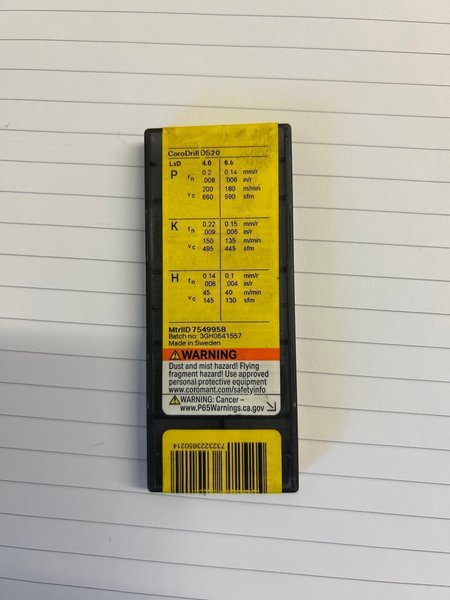 CoroDrill DS20
LxD 4.0 6.0
P fn 0.2 0.14 mm/r
.008 .006 in/r
vc 200 180 m/min
660 590 sfm
K fn 0.22 0.15 mm/r
.009 .006 in/r
vc 150 135 m/min
495 445 sfm
H fn 0.14 0.1 mm/r
.006 .004 in/r
vc 45 40 m/min
145 130 sfm
MtrlID 7549958
Batch no. 3GH0641557
Made in Sweden
WARNING
Dust and mist hazard! Flying
fragment hazard! Use approved
personal protective equipment
www.coromant.com/safetyinfo
WARNING: Cancer –
www.P65Warnings.ca.gov
7323223650214